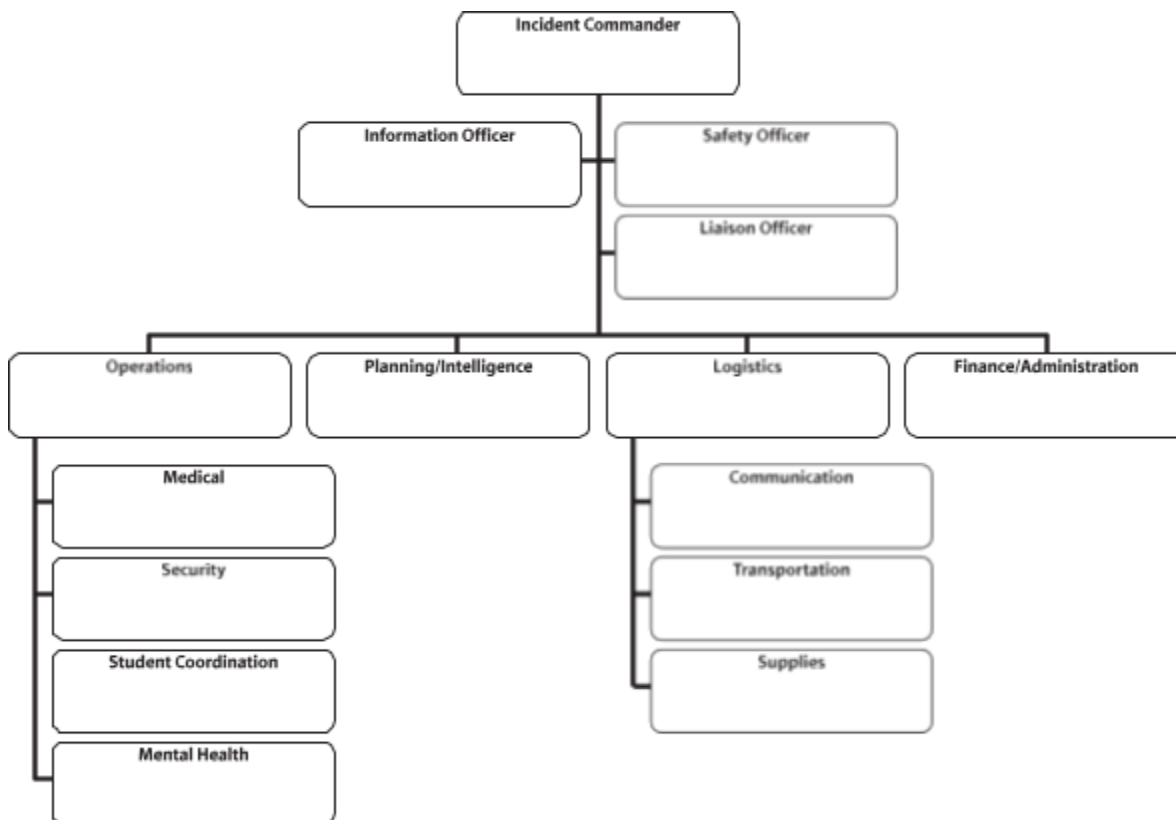 Incident Commander
Information Officer
Safety Officer
Liaison Officer
Operations
Planning/Intelligence
Logistics
Finance/Administration
Medical
Communication
Security
Transportation
Student Coordination
Supplies
Mental Health